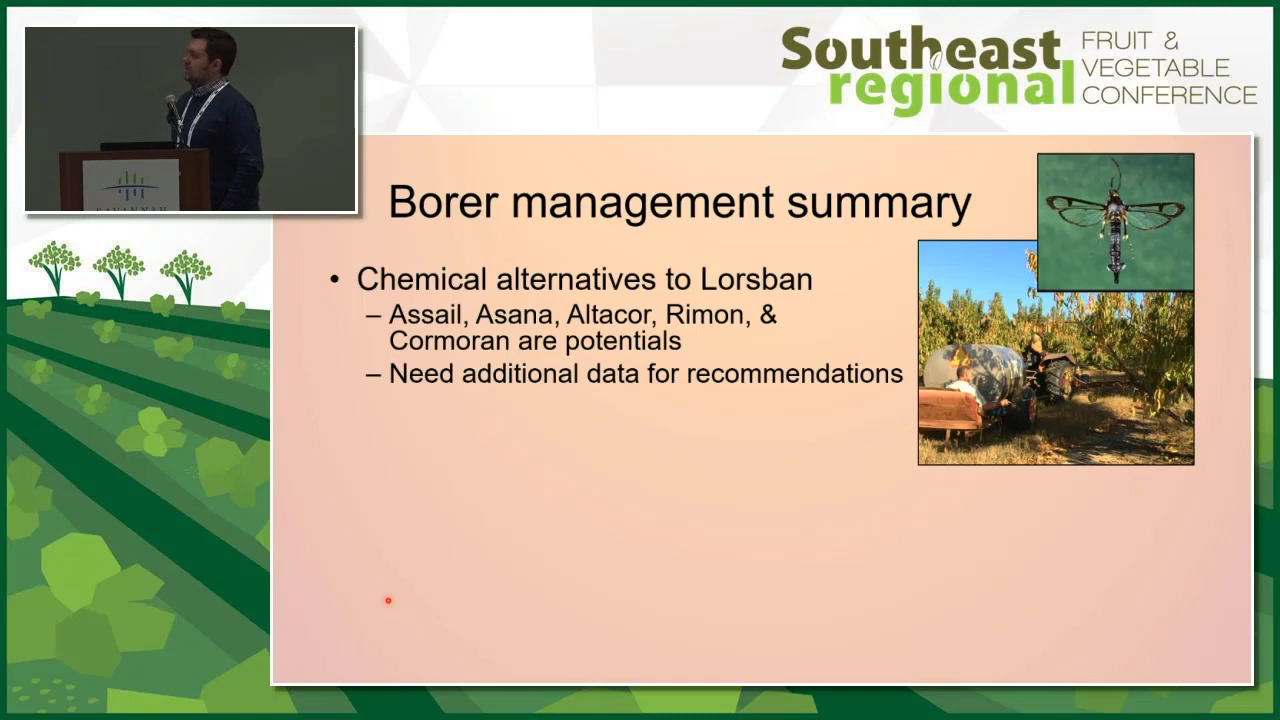 Southeast
regional
FRUIT &
VEGETABLE
CONFERENCE
SAVANNAH
Borer management summary
• Chemical alternatives to Lorsban
– Assail, Asana, Altacor, Rimon, &
Cormoran are potentials
– Need additional data for recommendations